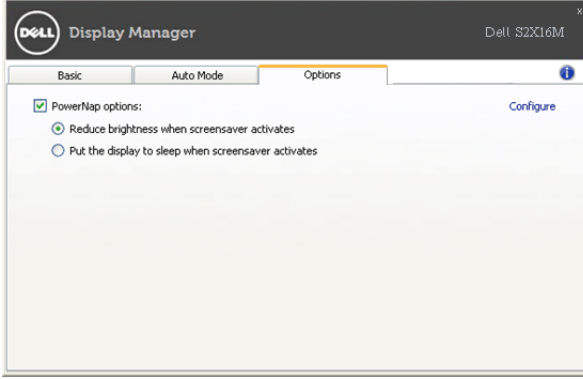 DELL Display Manager Dell S2X16M
Basic Auto Mode Options
PowerNap options: Configure
Reduce brightness when screensaver activates
Put the display to sleep when screensaver activates